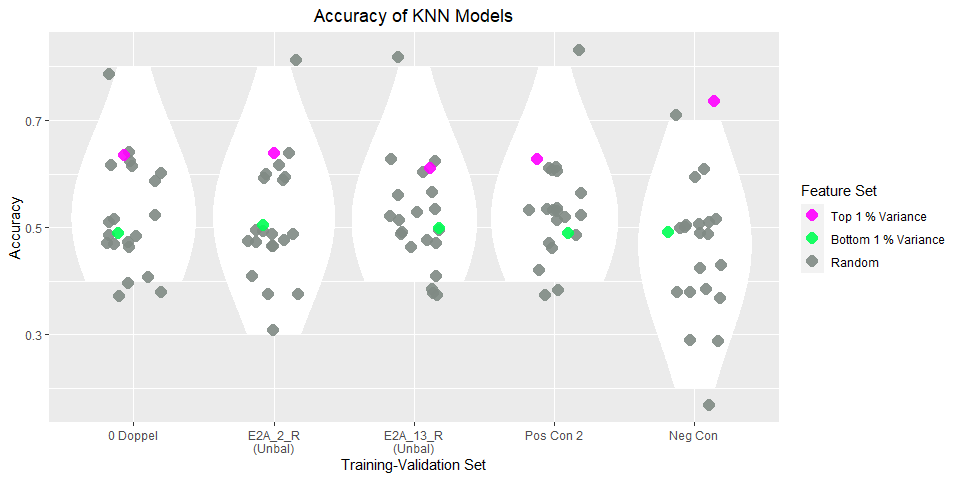 Accuracy of KNN Models
Accuracy
0.7
0.5
0.3
0 Doppel
E2A_2_R
(Unbal)
E2A_13_R
(Unbal)
Pos Con 2
Neg Con
Training-Validation Set
Feature Set
Top 1 % Variance
Bottom 1 % Variance
Random